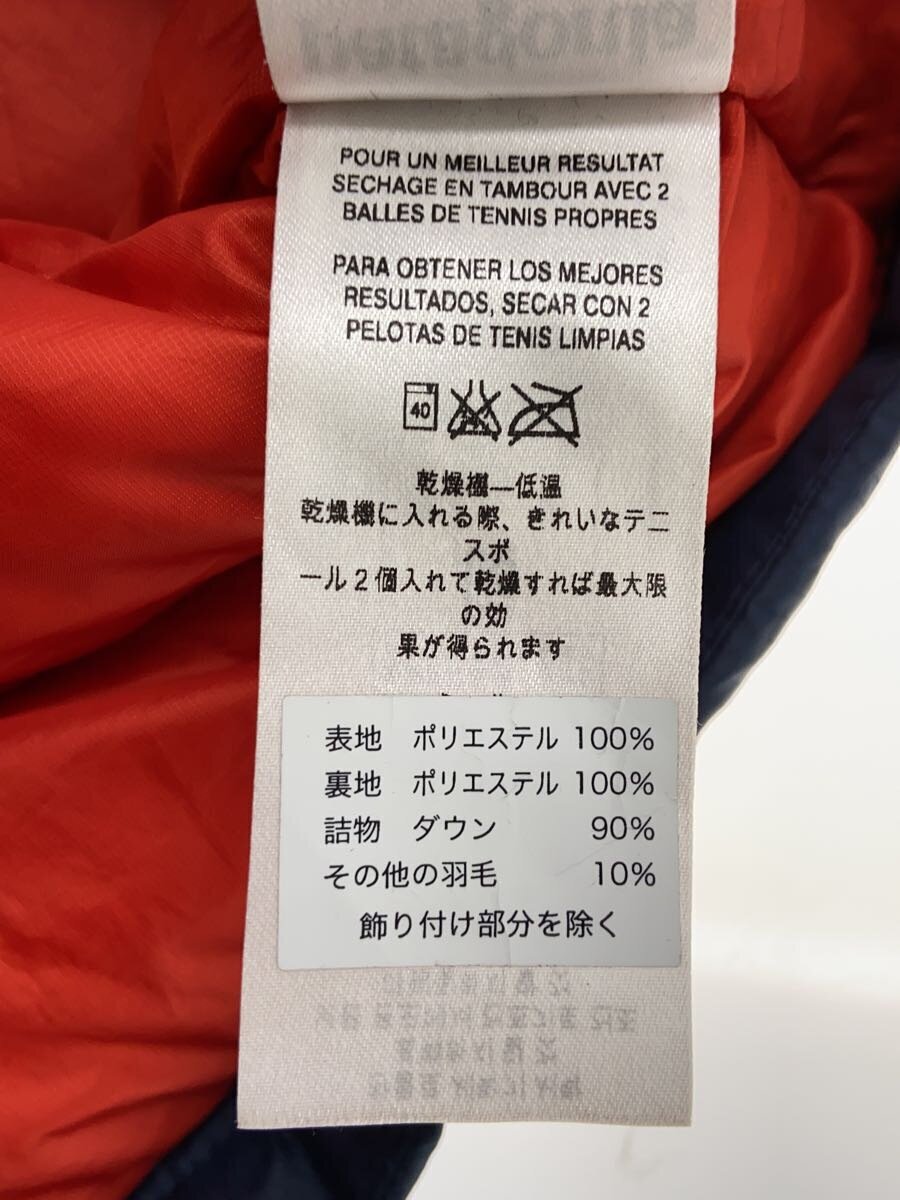 POUR UN MEILLEUR RESULTAT
SECHAGE EN TAMBOUR AVEC 2
BALLES DE TENNIS PROPRES
PARA OBTENER LOS MEJORES
RESULTADOS, SECAR CON 2
PELOTAS DE TENIS LIMPIAS
40
乾燥機—低温
乾燥機に入れる際、きれいなテニ
スボ
ール2個入れて乾燥すれば最大限
の効
果が得られます
表地 ポリエステル 100%
裏地 ポリエステル 100%
詰物 ダウン 90%
その他の羽毛 10%
飾り付け部分を除く